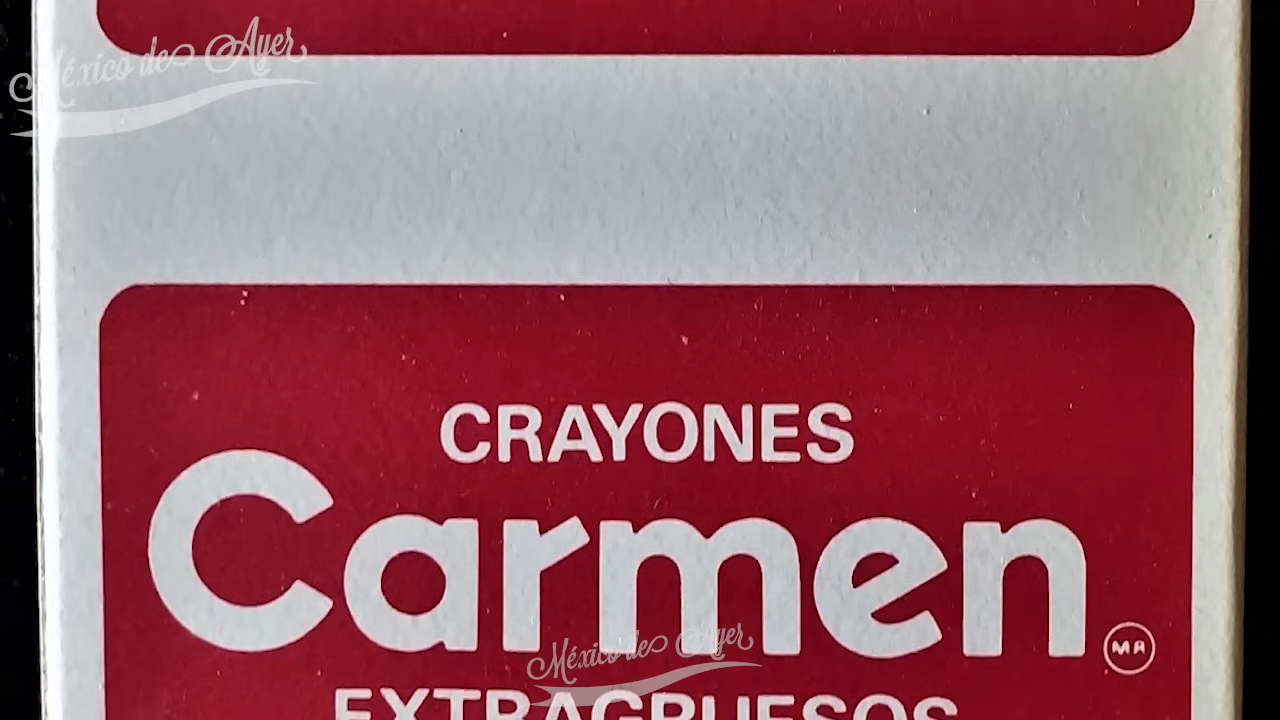 México de Ayer
CRAYONES
Carmen
MR
México de Ayer
EXTRAGRUESOS